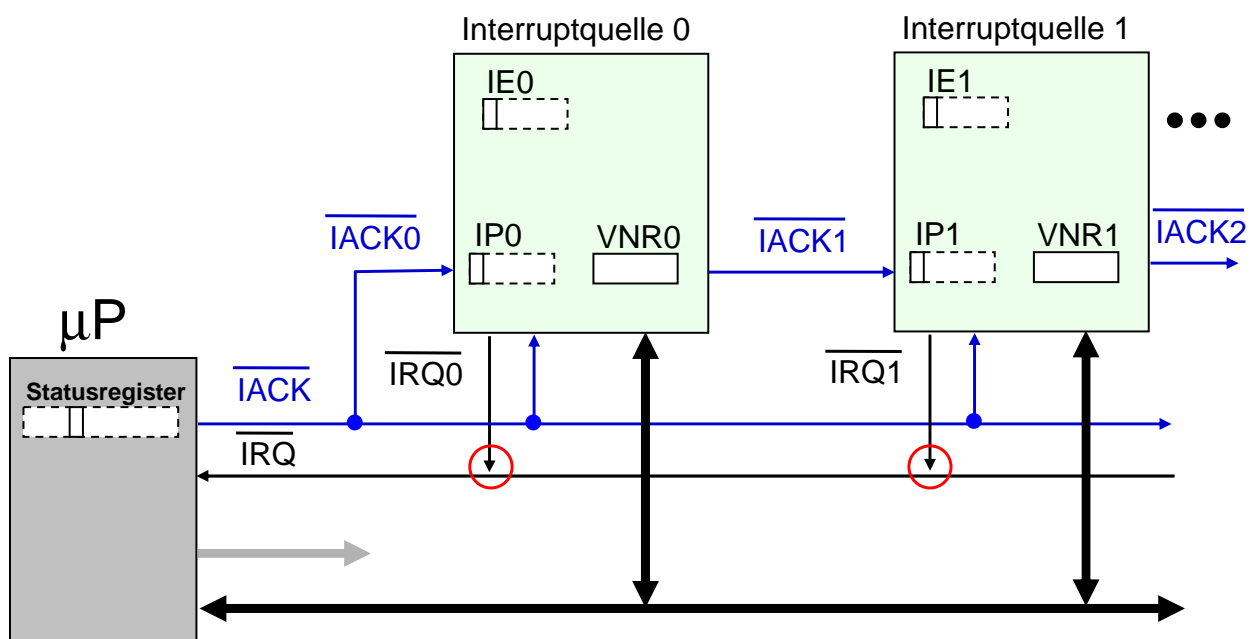 Interruptquelle 0
Interruptquelle 1
IE0
IE1
IACK0
IP0
VNR0
IACK1
IP1
VNR1
IACK2
μP
IRQ0
IRQ1
Statusregister
IACK
IRQ